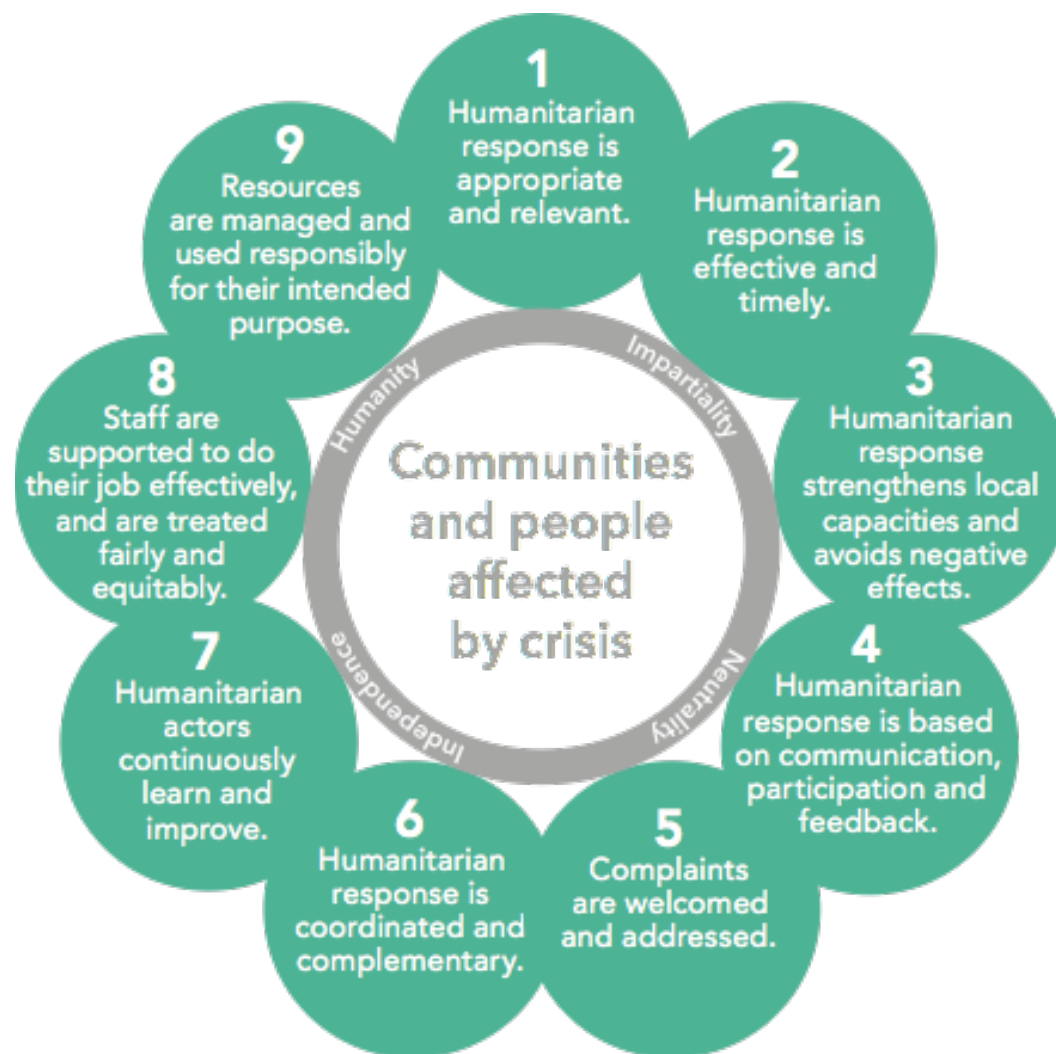 1
Humanitarian
response is
appropriate
and relevant.
2
Humanitarian
response is
effective and
timely.
3
Humanitarian
response
strengthens local
capacities and
avoids negative
effects.
4
Humanitarian
response is based
on communication,
participation and
feedback.
5
Complaints
are welcomed
and addressed.
6
Humanitarian
response is
coordinated and
complementary.
7
Humanitarian
actors
continuously
learn and
improve.
8
Staff are
supported to do
their job effectively,
and are treated
fairly and
equitably.
9
Resources
are managed and
used responsibly
for their intended
purpose.
Humanity
Impartiality
Neutrality
Independence
Communities
and people
affected
by crisis